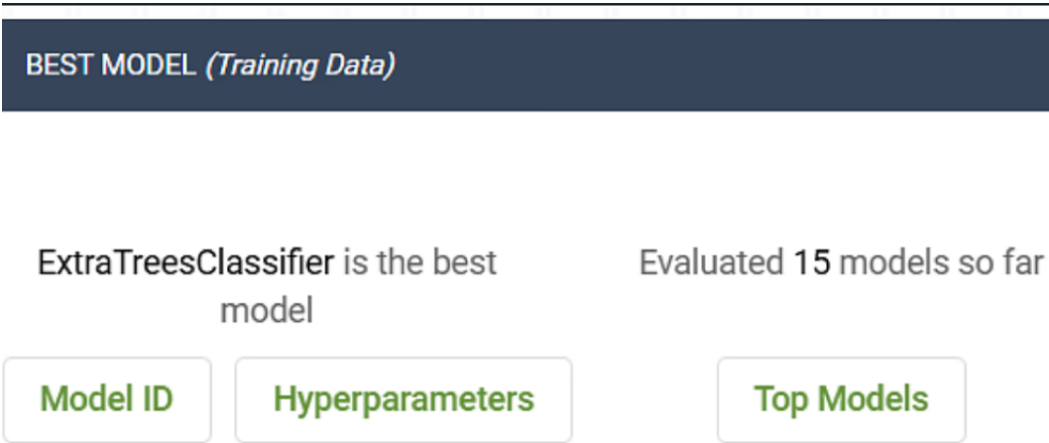 BEST MODEL (Training Data)
ExtraTreesClassifier is the best
model
Evaluated 15 models so far
Model ID
Hyperparameters
Top Models